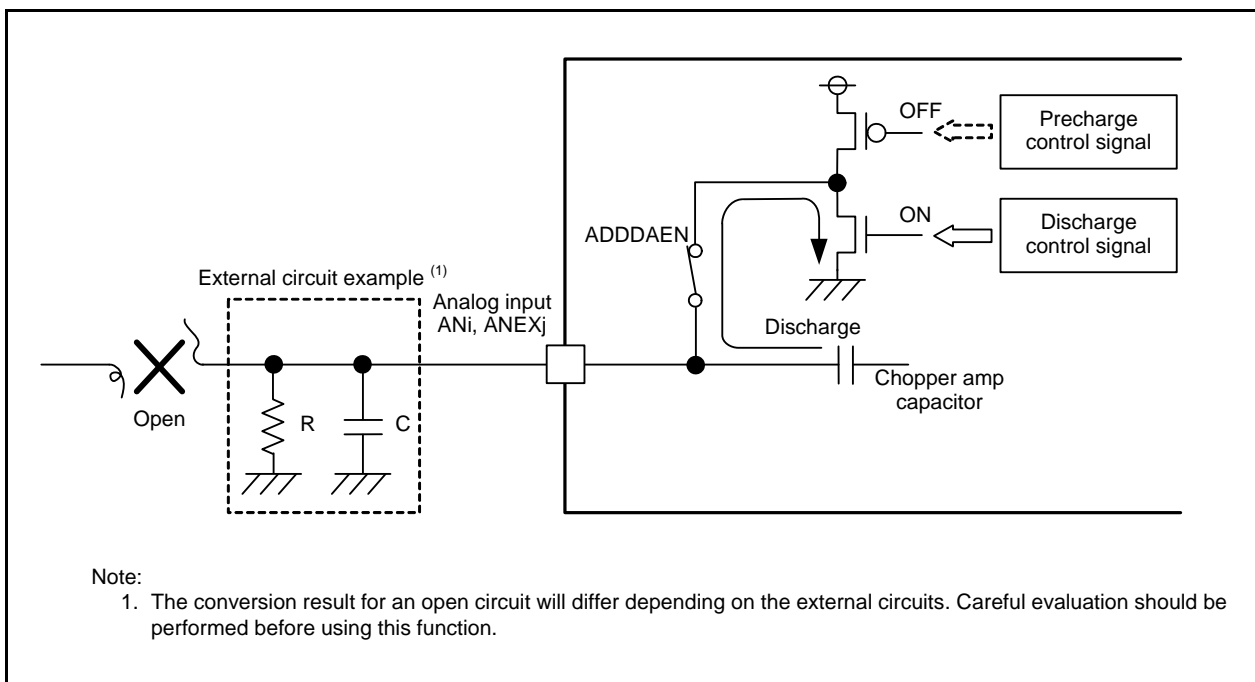 OFF
Precharge
control signal
ON
Discharge
control signal
ADDDAEN
External circuit example (1)
Analog input
ANi, ANEXj
Discharge
Chopper amp
capacitor
Open
R
C
Note:
1. The conversion result for an open circuit will differ depending on the external circuits. Careful evaluation should be
performed before using this function.